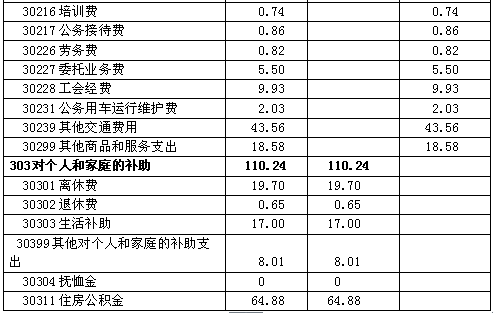 30216 培训费 0.74 0.74
30217 公务接待费 0.86 0.86
30226 劳务费 0.82 0.82
30227 委托业务费 5.50 5.50
30228 工会经费 9.93 9.93
30231 公务用车运行维护费 2.03 2.03
30239 其他交通费用 43.56 43.56
30299 其他商品和服务支出 18.58 18.58
303对个人和家庭的补助 110.24 110.24
30301 离休费 19.70 19.70
30302 退休费 0.65 0.65
30303 生活补助 17.00 17.00
30399其他对个人和家庭的补助支
出 8.01 8.01
30304 抚恤金 0 0
30311 住房公积金 64.88 64.88